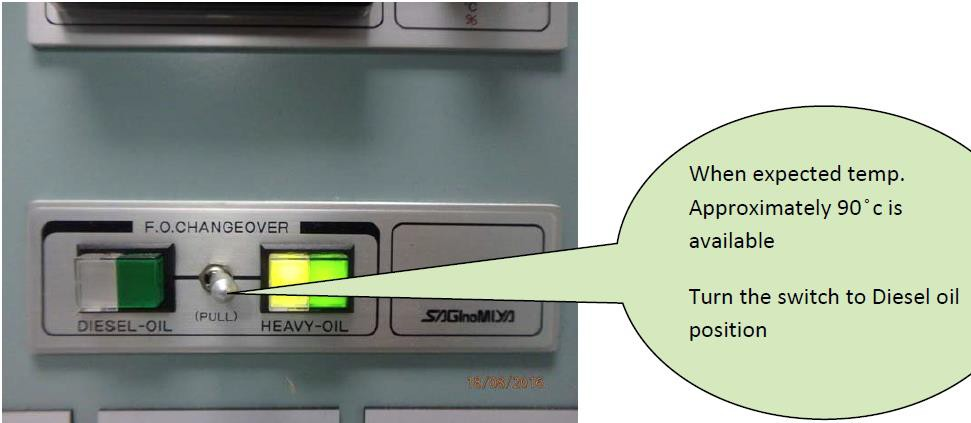 ℃
%
F.O.CHANGEOVER
DIESEL-OIL
(PULL)
HEAVY-OIL
SAGInoMIYA
18/08/2016
When expected temp.
Approximately 90˚c is
available
Turn the switch to Diesel oil
position